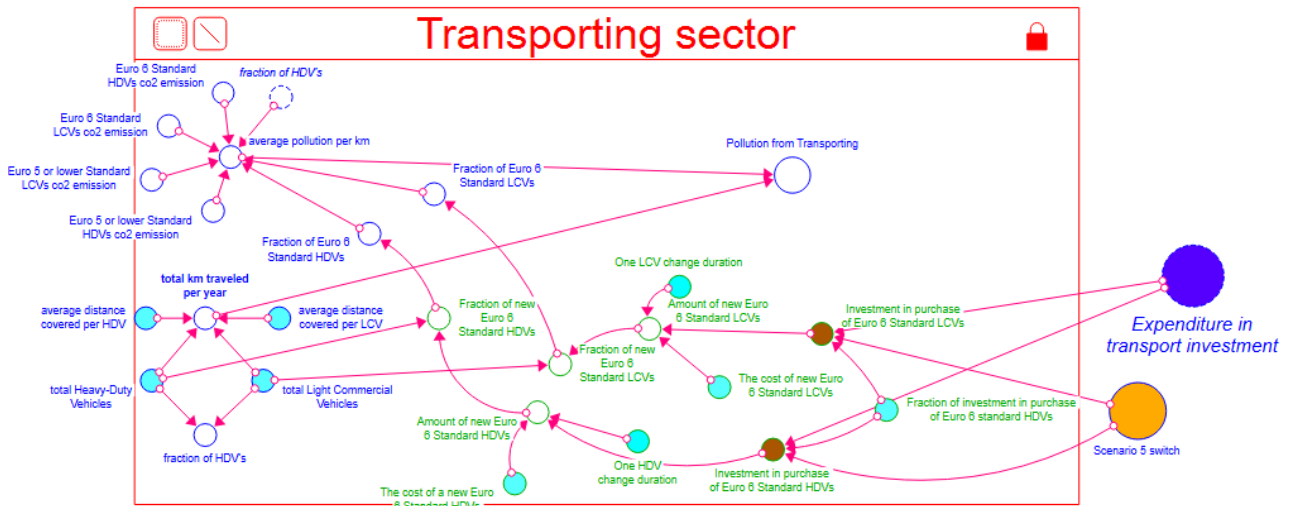 Transporting sector
Euro 6 Standard
HDVs co2 emission
fraction of HDV's
Euro 6 Standard
LCVs co2 emission
average pollution per km
Euro 5 or lower Standard
LCVs co2 emission
Euro 5 or lower Standard
HDVs co2 emission
Fraction of Euro 6
Standard LCVs
Pollution from Transporting
Fraction of Euro 6
Standard HDVs
total km traveled
per year
average distance
covered per HDV
average distance
covered per LCV
One LCV change duration
Fraction of new
Euro 6
Standard HDVs
Amount of new Euro
6 Standard LCVs
Investment in purchase
of Euro 6 Standard LCVs
Expenditure in
transport investment
Fraction of new
Euro 6
Standard LCVs
total Heavy-Duty
Vehicles
total Light Commercial
Vehicles
The cost of new Euro
6 Standard LCVs
Fraction of investment in purchase
of Euro 6 standard HDVs
Amount of new Euro
6 Standard HDVs
fraction of HDV's
Scenario 5 switch
One HDV
change duration
Investment in purchase
of Euro 6 Standard HDVs
The cost of a new Euro
6 Standard HDVs